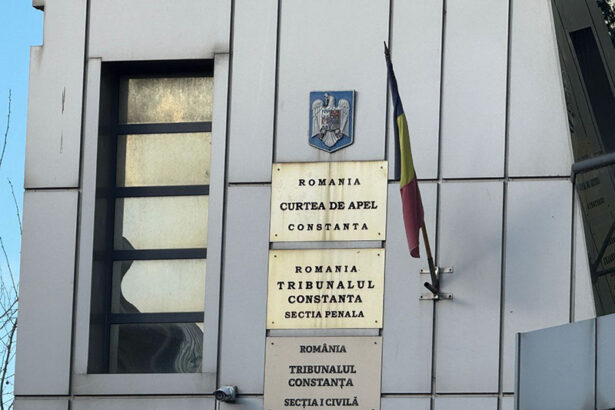 ROMANIA
CURTEA DE APEL
CONSTANTA
ROMANIA
TRIBUNALUL
CONSTANTA
SECTIA PENALA
ROMÂNIA
TRIBUNALUL
CONSTANȚA
SECȚIA I CIVILĂ